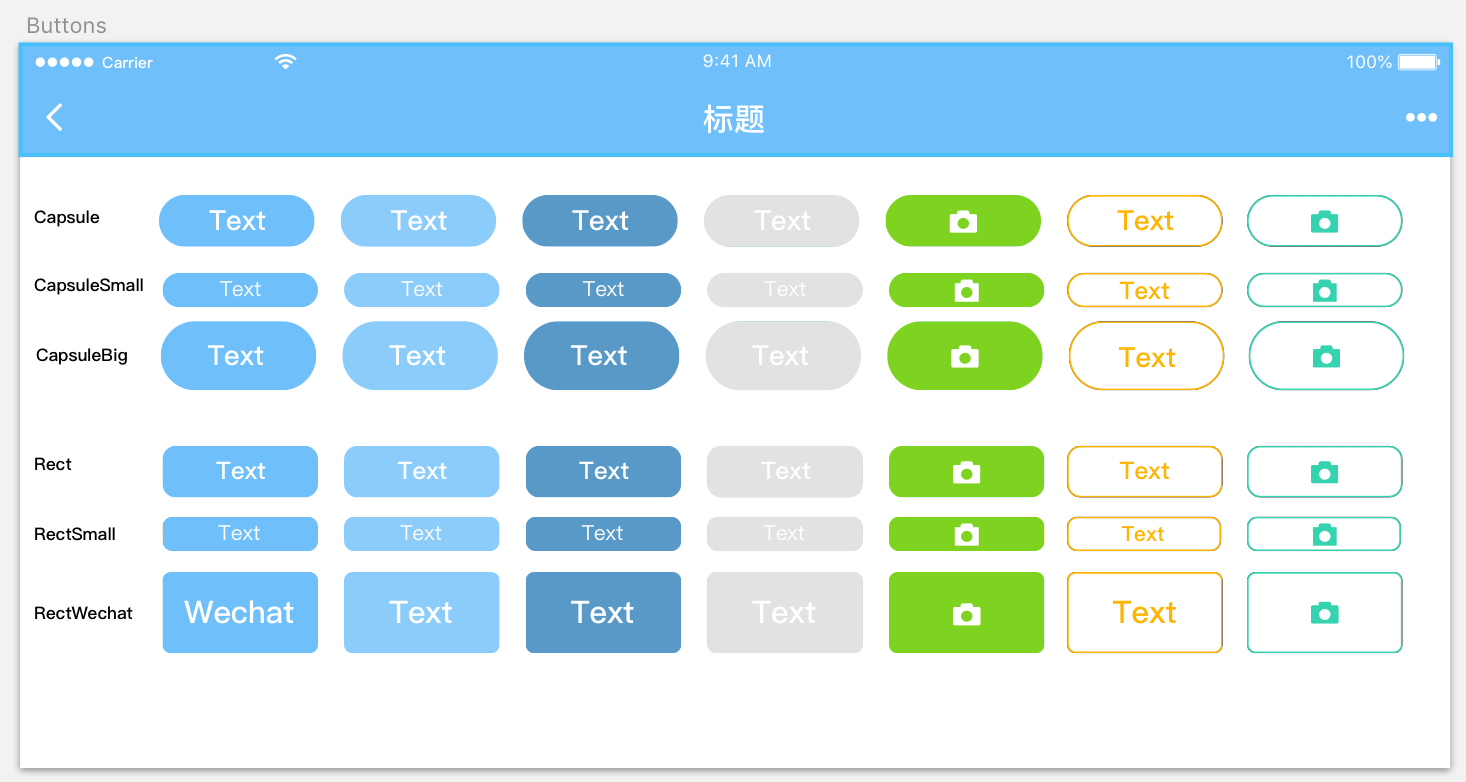 Buttons
Carrier 9:41 AM 100%
标题
Capsule Text Text Text Text Text
CapsuleSmall Text Text Text Text Text
CapsuleBig Text Text Text Text Text
Rect Text Text Text Text Text
RectSmall Text Text Text Text Text
RectWechat Wechat Text Text Text Text